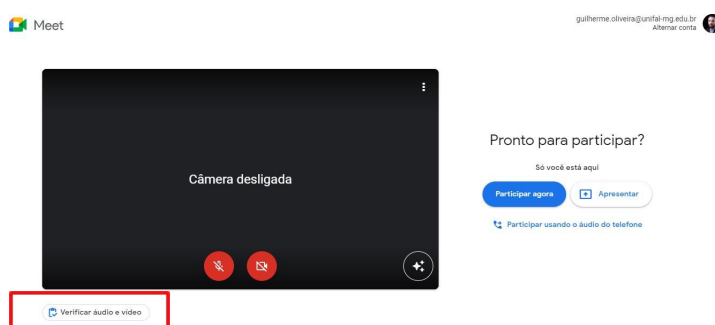 Meet
guilherme.oliveira@unifal-mg.edu.br
Alternar conta
Câmera desligada
Pronto para participar?
Só você está aqui
Participar agora
Apresentar
Participar usando o áudio do telefone
Verificar áudio e vídeo